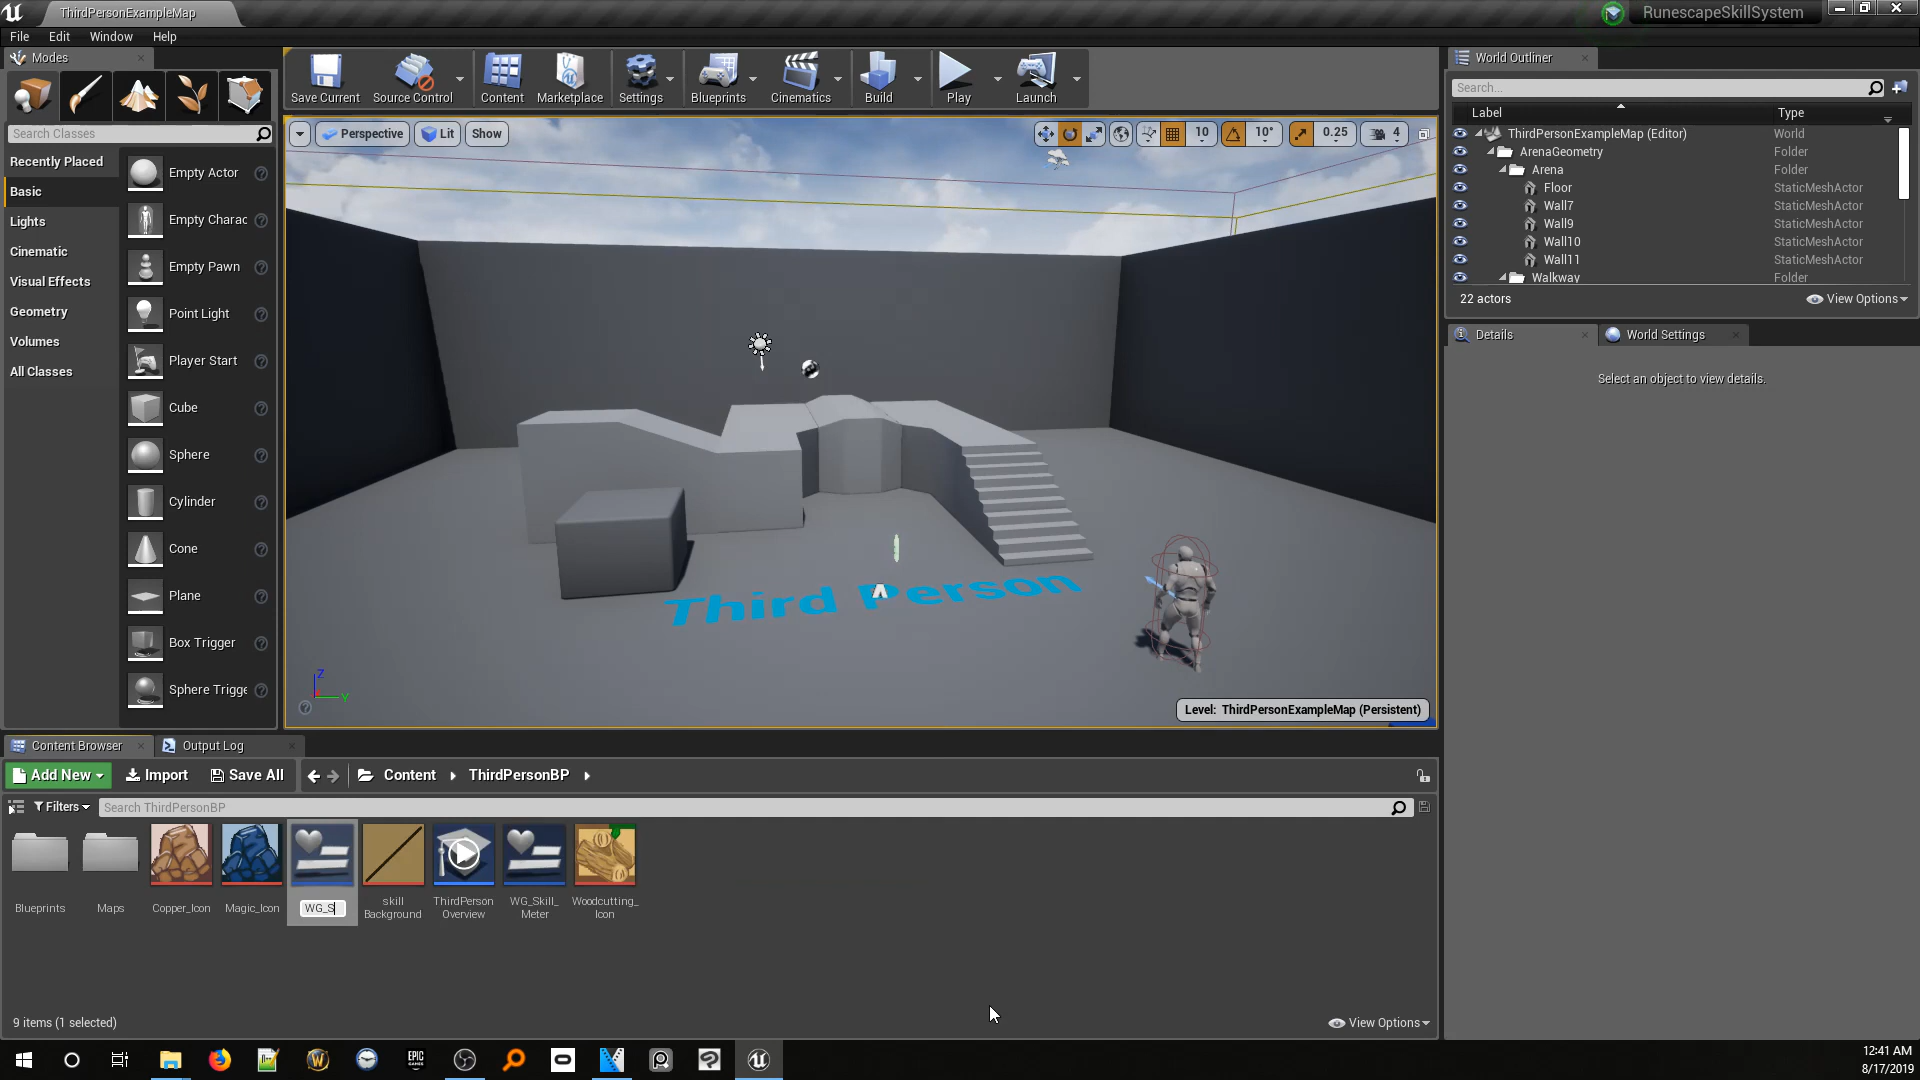 ThirdPersonExampleMap
RunescapeSkillSystem
File Edit Window Help
Modes
Save Current
Source Control
Content
Marketplace
Settings
Blueprints
Cinematics
Build
Play
Launch
Search Classes
Recently Placed
Basic
Lights
Cinematic
Visual Effects
Geometry
Volumes
All Classes
Empty Actor
Empty Charac
Empty Pawn
Point Light
Player Start
Cube
Sphere
Cylinder
Cone
Plane
Box Trigger
Sphere Trigge
Perspective
Lit
Show
10
10°
0.25
4
Third Person
Z
Y
Level: ThirdPersonExampleMap (Persistent)
World Outliner
Search...
Label Type
ThirdPersonExampleMap (Editor) World
ArenaGeometry Folder
Arena Folder
Floor StaticMeshActor
Wall7 StaticMeshActor
Wall9 StaticMeshActor
Wall10 StaticMeshActor
Wall11 StaticMeshActor
Walkway Folder
22 actors
View Options
Details
World Settings
Select an object to view details.
Content Browser
Output Log
Add New
Import
Save All
Content
ThirdPersonBP
Filters
Search ThirdPersonBP
Blueprints
Maps
Copper_Icon
Magic_Icon
WG_S
skill
Background
ThirdPerson
Overview
WG_Skill_
Meter
Woodcutting_
Icon
9 items (1 selected)
View Options
EPIC
GAMES
12:41 AM
8/17/2019